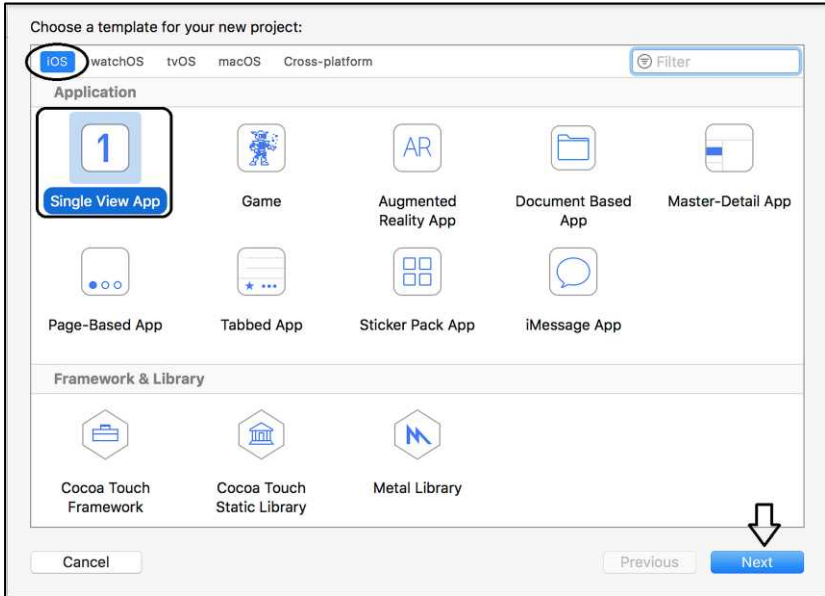 Choose a template for your new project:
iOS watchOS tvOS macOS Cross-platform Filter
Application
1 AR
Single View App Game Augmented Reality App Document Based App Master-Detail App
Page-Based App Tabbed App Sticker Pack App iMessage App
Framework & Library
Cocoa Touch Framework Cocoa Touch Static Library Metal Library
Cancel Previous Next